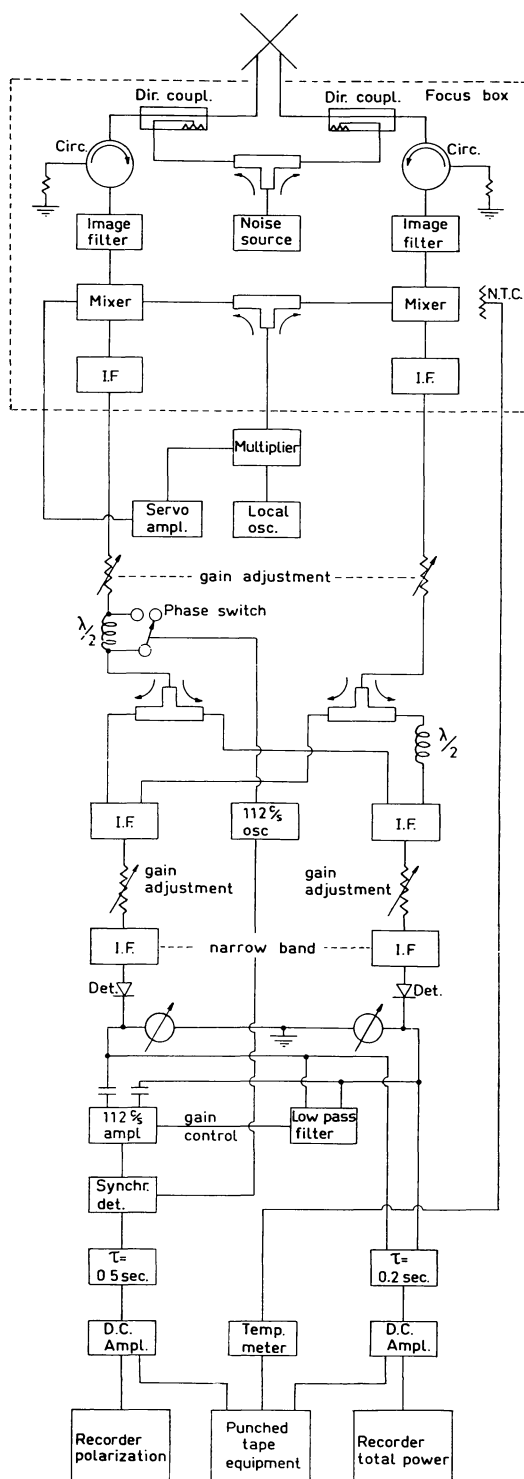 Dir. coupl.
Dir. coupl.
Focus box
Circ.
Circ.
Image
filter
Noise
source
Image
filter
Mixer
Mixer
N.T.C.
I.F
I.F.
Multiplier
Servo
ampl.
Local
osc.
gain adjustment
Phase switch
λ/2
λ/2
I.F.
112 c/s
osc
I.F.
gain
adjustment
gain
adjustment
I.F.
narrow band
I.F
Det.
Det.
112 c/s
ampl
gain
control
Low pass
filter
Synchr.
det.
τ=
0 5 sec.
τ=
0.2 sec.
D.C.
Ampl.
Temp.
meter
D.C.
Ampl.
Recorder
polarization
Punched
tape
equipment
Recorder
total power